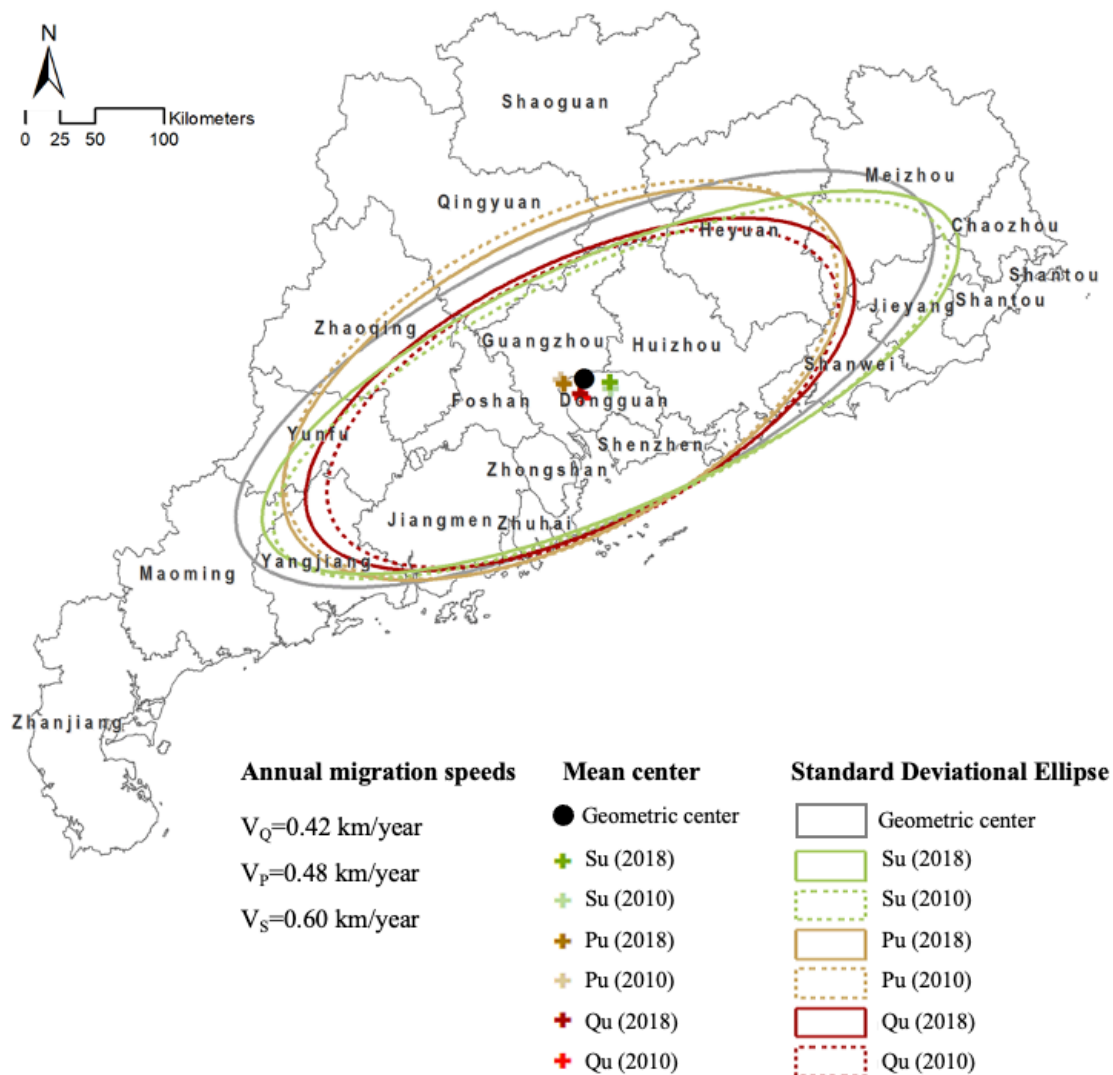 N
Kilometers
0 25 50 100
Shaoguan
Meizhou
Qingyuan
Chaozhou
Heyuan
Shantou
Shantou
Jieyang
Zhaoqing
Guangzhou
Huizhou
Shanwei
Foshan
Dongguan
Yunfu
Shenzhen
Zhongshan
Jiangmen
Zhuhai
Yangjiang
Maoming
Zhanjiang
Annual migration speeds
VQ=0.42 km/year
VP=0.48 km/year
VS=0.60 km/year
Mean center
Geometric center
Su (2018)
Su (2010)
Pu (2018)
Pu (2010)
Qu (2018)
Qu (2010)
Standard Deviational Ellipse
Geometric center
Su (2018)
Su (2010)
Pu (2018)
Pu (2010)
Qu (2018)
Qu (2010)